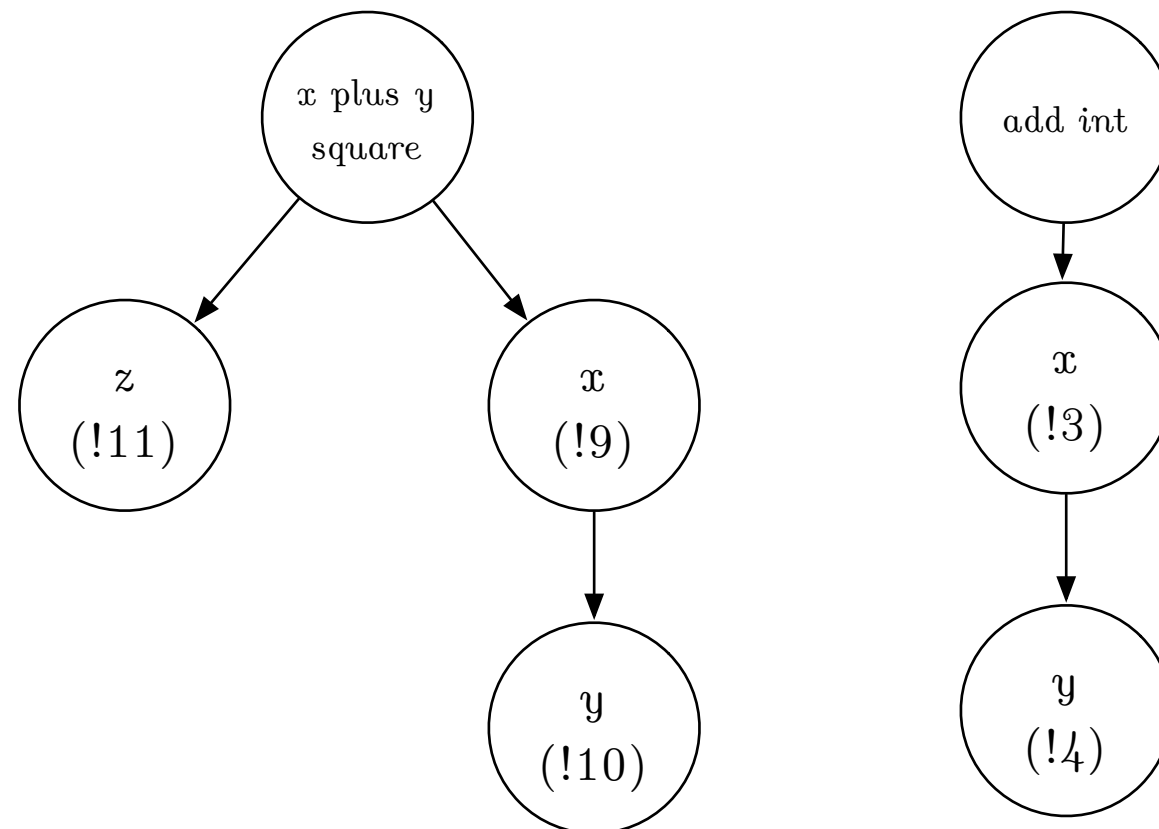 x plus y
square
add int
z
(!11)
x
(!9)
x
(!3)
y
(!10)
y
(!4)